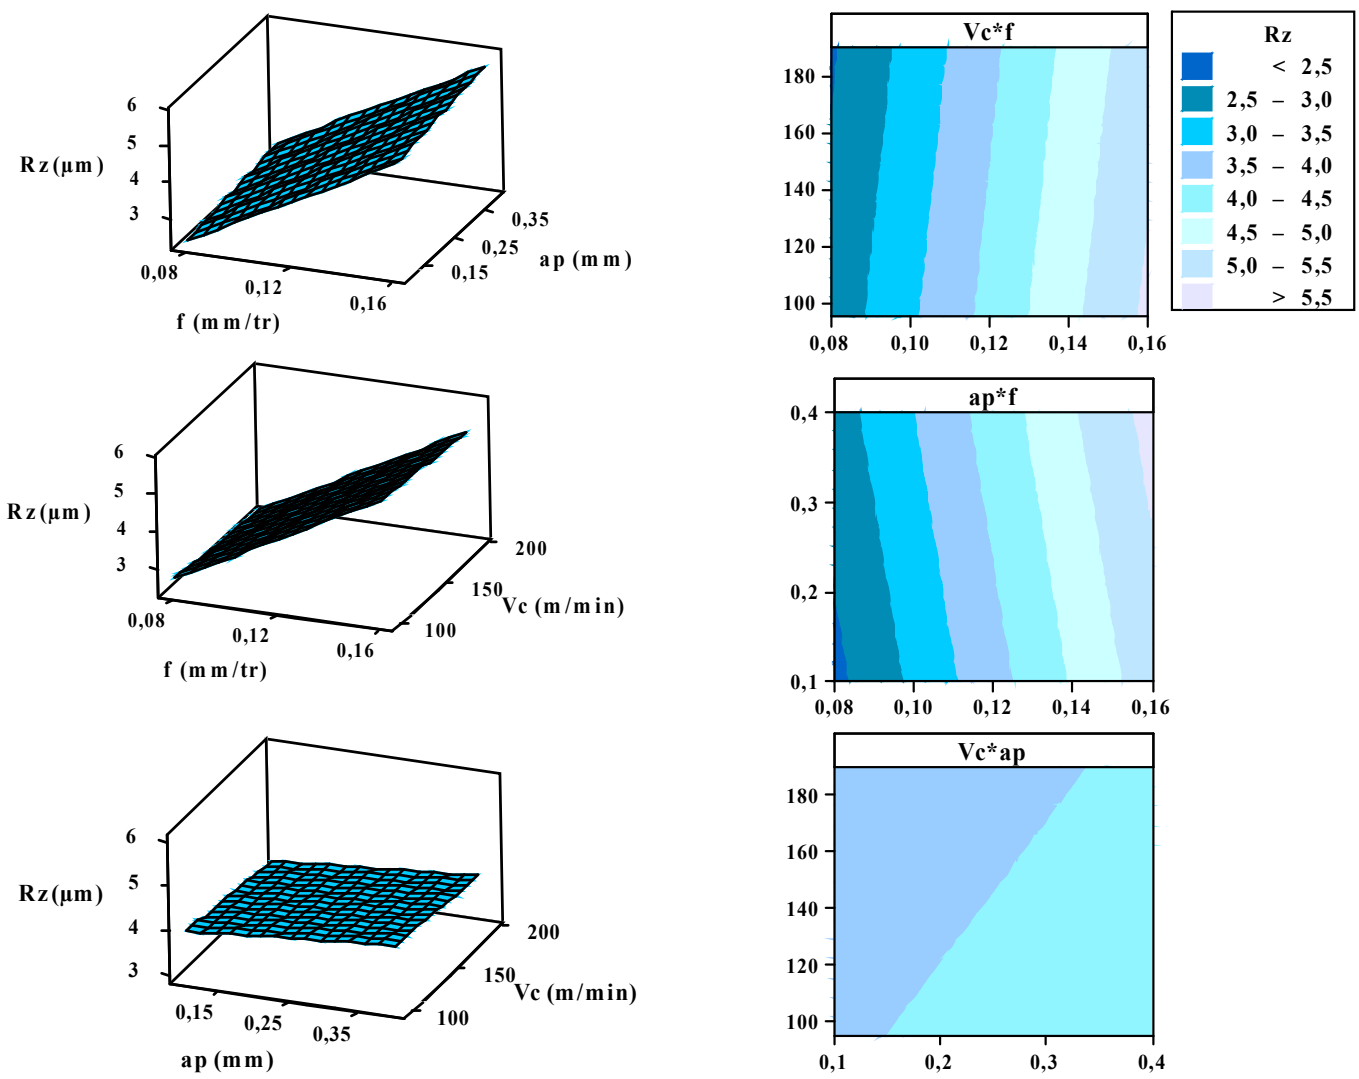 6
5
4
3
Rz(µm)
0,08
0,12
0,16
f (mm/tr)
0,15
0,25
0,35
ap (mm)
Vc*f
180
160
140
120
100
0,08 0,10 0,12 0,14 0,16
Rz
< 2,5
2,5 – 3,0
3,0 – 3,5
3,5 – 4,0
4,0 – 4,5
4,5 – 5,0
5,0 – 5,5
> 5,5
6
5
4
3
Rz(µm)
0,08
0,12
0,16
f (mm/tr)
100
150
200
Vc (m/min)
ap*f
0,4
0,3
0,2
0,1
0,08 0,10 0,12 0,14 0,16
6
5
4
3
Rz(µm)
0,15
0,25
0,35
ap (mm)
100
150
200
Vc (m/min)
Vc*ap
180
160
140
120
100
0,1 0,2 0,3 0,4